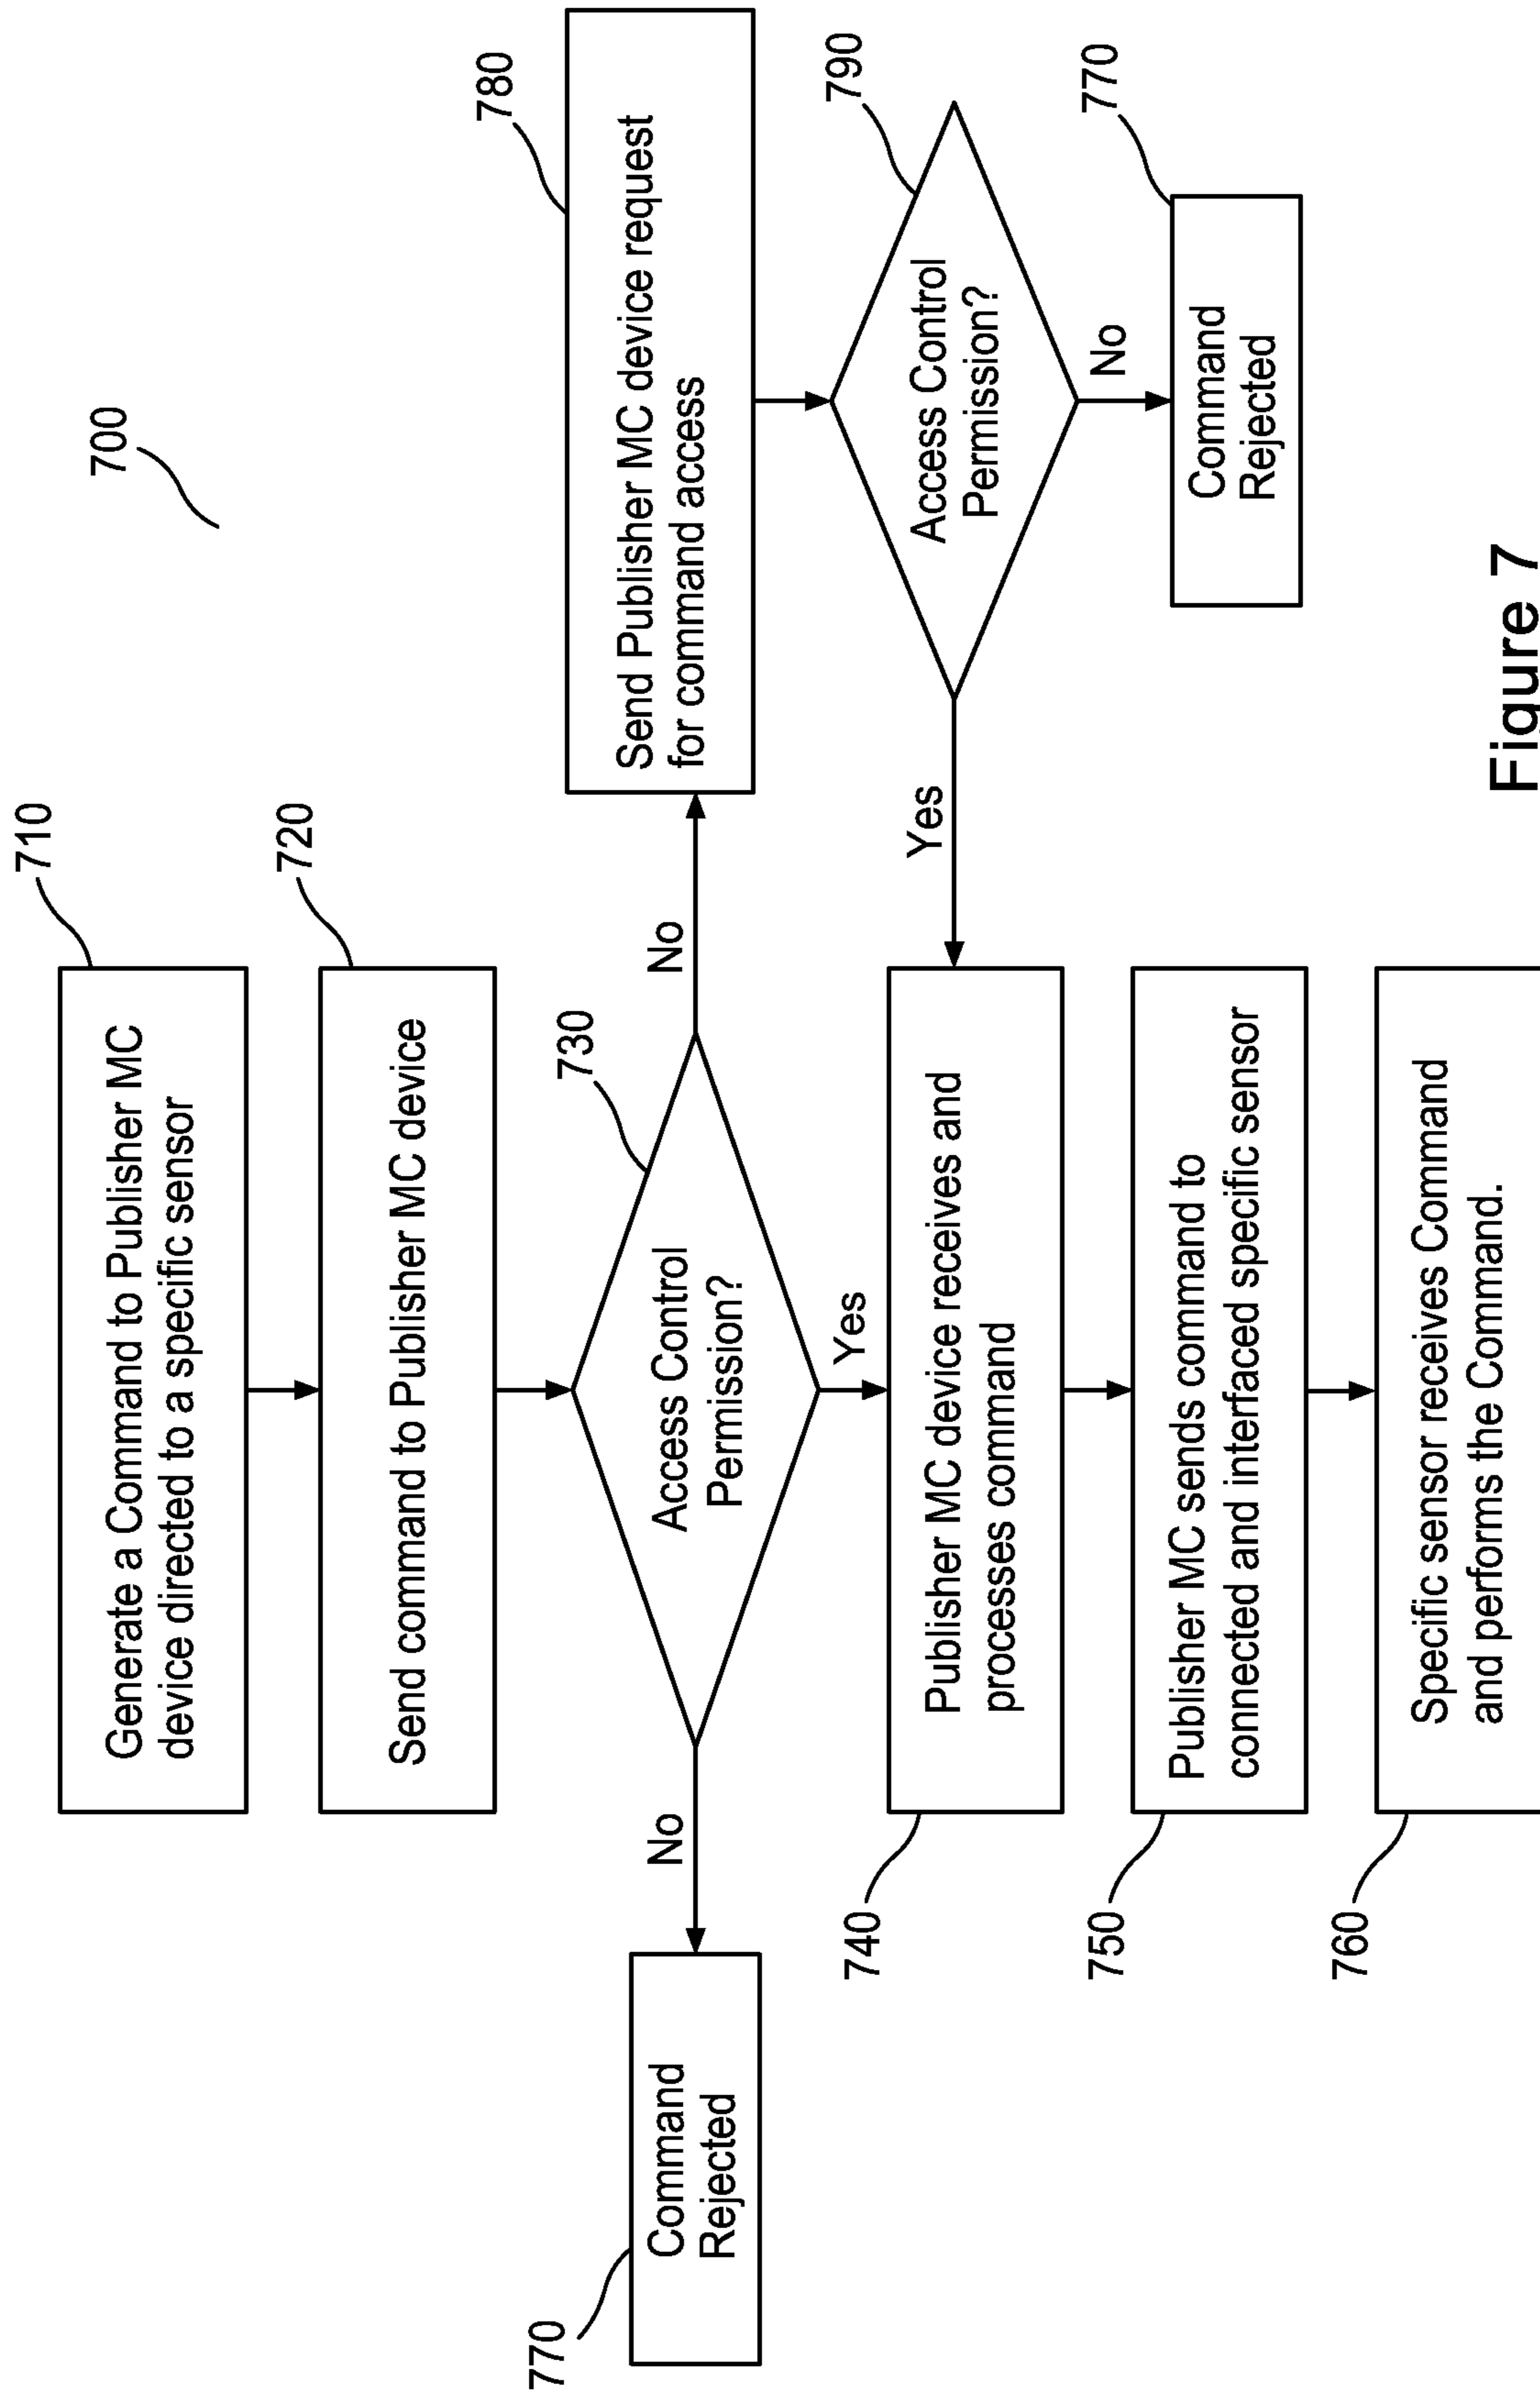 700
710
Generate a Command to Publisher MC
device directed to a specific sensor
720
Send command to Publisher MC device
730
Access Control
Permission?
No
Command
Rejected
770
No
Send Publisher MC device request
for command access
780
Yes
Access Control
Permission?
790
Yes
No
Command
Rejected
770
740
Publisher MC device receives and
processes command
750
Publisher MC sends command to
connected and interfaced specific sensor
760
Specific sensor receives Command
and performs the Command.
Figure 7